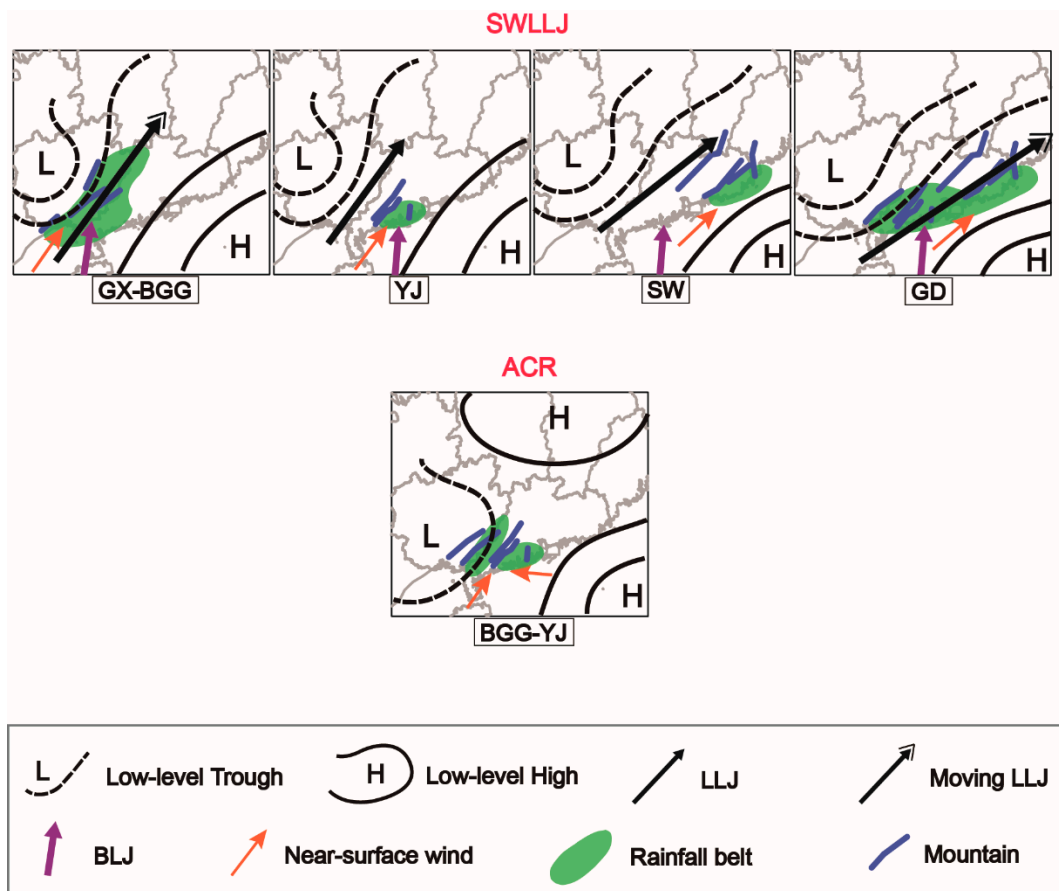 SWLLJ
L
H
GX-BGG
L
H
YJ
L
H
SW
L
H
GD
ACR
H
L
H
BGG-YJ
L Low-level Trough
H Low-level High
LLJ
Moving LLJ
BLJ
Near-surface wind
Rainfall belt
Mountain